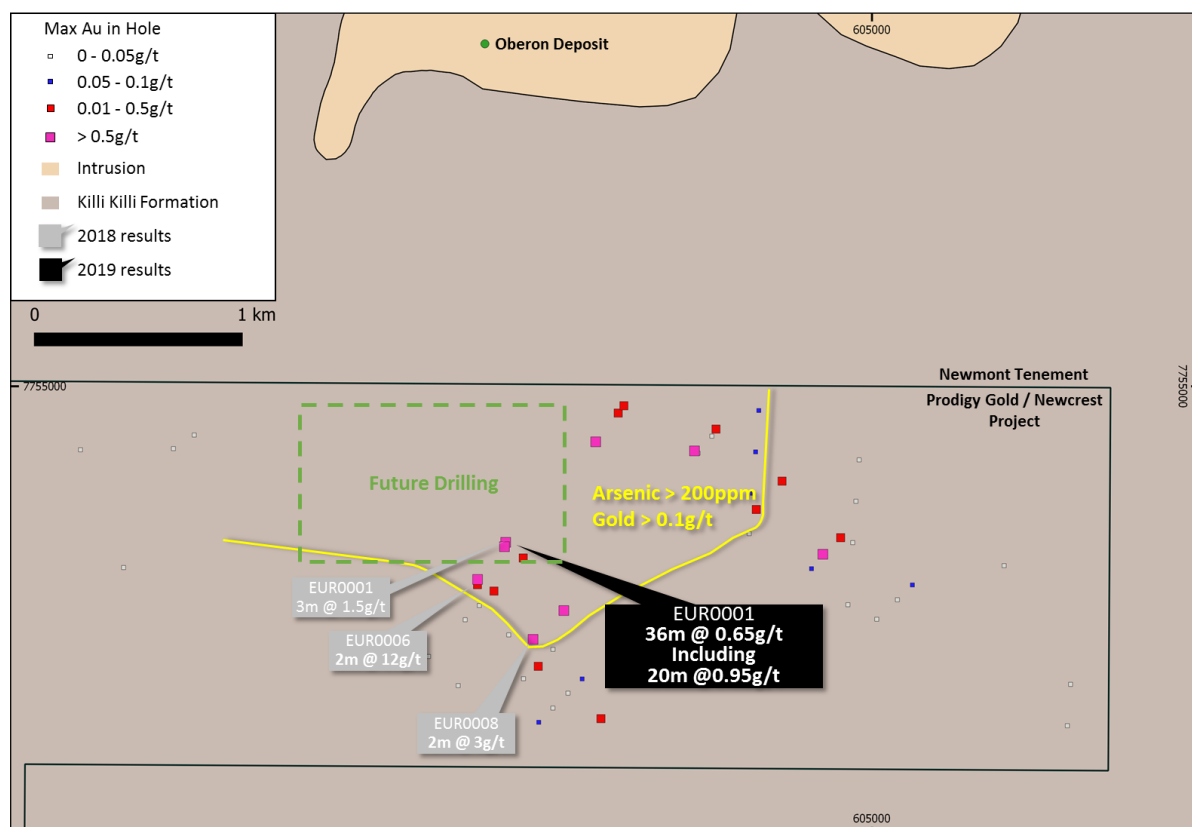 Max Au in Hole
0 - 0.05g/t
0.05 - 0.1g/t
0.01 - 0.5g/t
> 0.5g/t
Intrusion
Killi Killi Formation
2018 results
2019 results
0 1 km
605000
Oberon Deposit
7755000
7755000
Newmont Tenement
Prodigy Gold / Newcrest
Project
Future Drilling
Arsenic > 200ppm
Gold > 0.1g/t
EUR0001
3m @ 1.5g/t
EUR0006
2m @ 12g/t
EUR0008
2m @ 3g/t
EUR0001
36m @ 0.65g/t
Including
20m @0.95g/t
605000